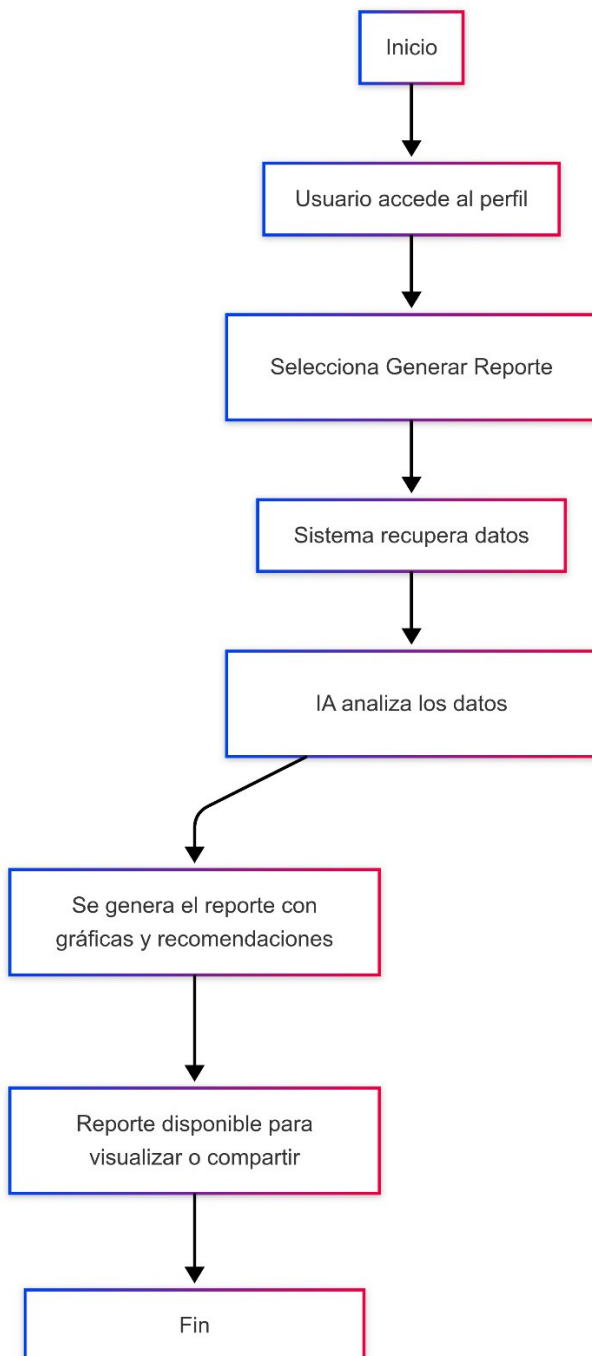 Inicio
Usuario accede al perfil
Selecciona Generar Reporte
Sistema recupera datos
IA analiza los datos
Se genera el reporte con
gráficas y recomendaciones
Reporte disponible para
visualizar o compartir
Fin